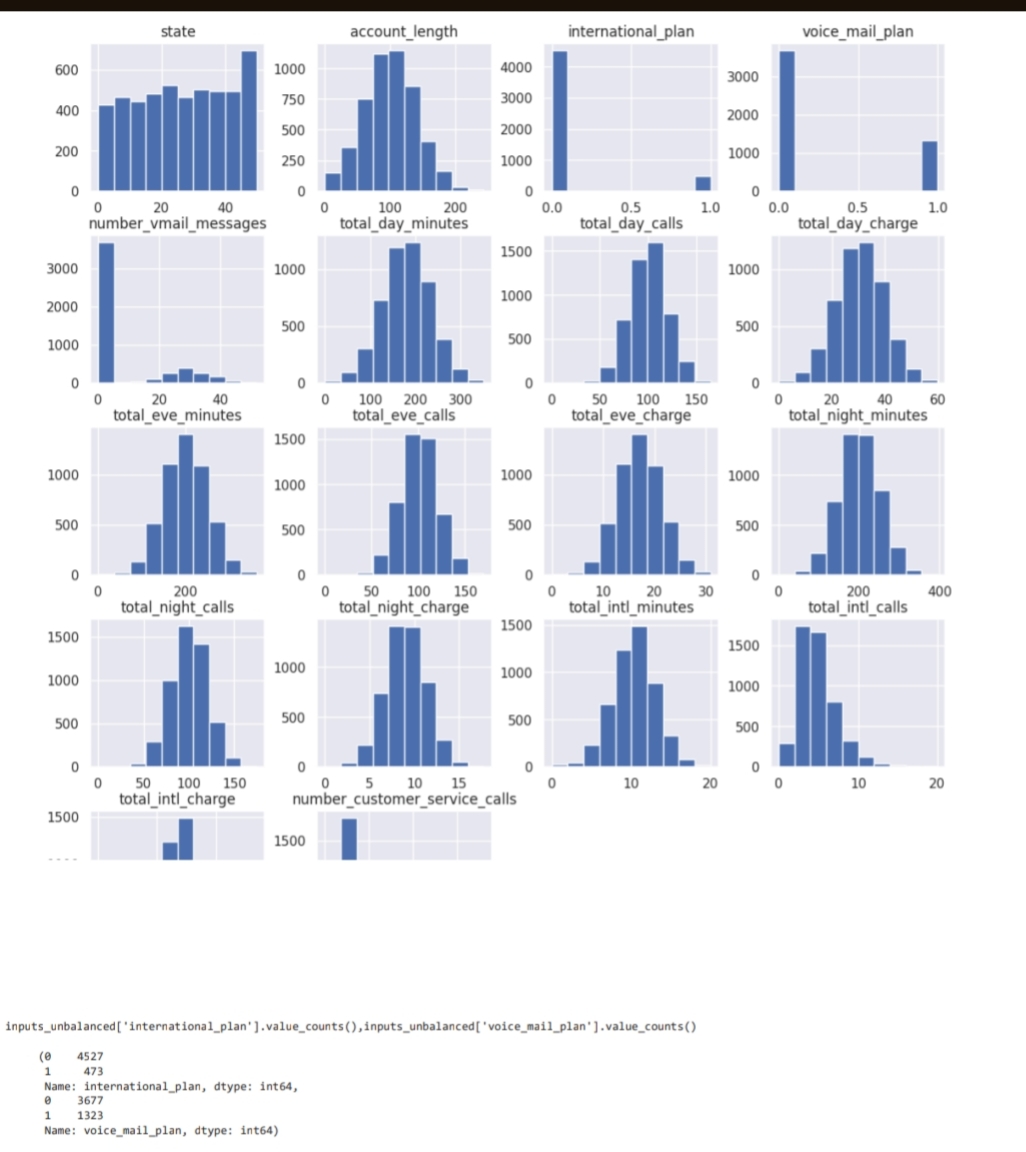 state account_length international_plan voice_mail_plan
600 1000 4000 3000
400 750 3000 2000
200 500 2000 1000
0 250 1000 0
0 0
0 20 40 0 100 200 0.0 0.5 1.0 0.0 0.5 1.0
number_vmail_messages total_day_minutes total_day_calls total_day_charge
3000 1000 1500 1000
2000 500 1000 500
1000 0 500 0
0 0
0 20 40 0 100 200 300 0 50 100 150 0 20 40 60
total_eve_minutes total_eve_calls total_eve_charge total_night_minutes
1000 1500 1000 1000
500 1000 500 500
0 500 0 0
0
0 200 0 50 100 150 0 10 20 30 0 200 400
total_night_calls total_night_charge total_intl_minutes total_intl_calls
1500 1000 1500 1500
1000 500 1000 1000
500 0 500 500
0 0 0
0 50 100 150 0 5 10 15 0 10 20 0 10 20
total_intl_charge number_customer_service_calls
1500 1500
inputs_unbalanced['international_plan'].value_counts(),inputs_unbalanced['voice_mail_plan'].value_counts()
(0 4527
1 473
Name: international_plan, dtype: int64,
0 3677
1 1323
Name: voice_mail_plan, dtype: int64)